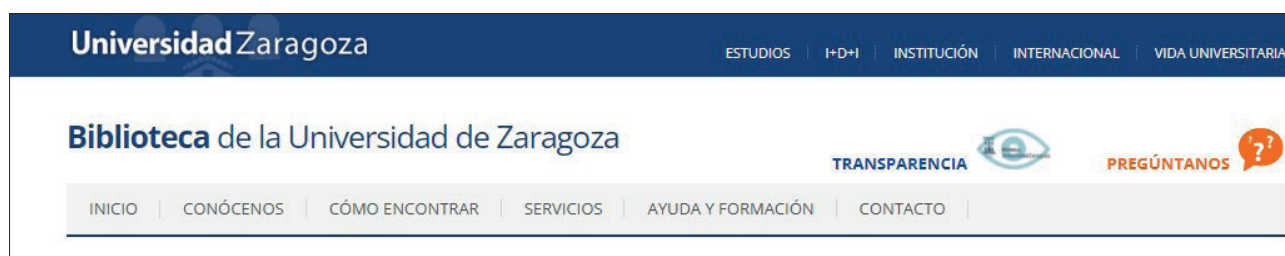 Universidad Zaragoza
ESTUDIOS I+D+I INSTITUCIÓN INTERNACIONAL VIDA UNIVERSITARIA
Biblioteca de la Universidad de Zaragoza
TRANSPARENCIA PREGÚNTANOS ???
INICIO CONÓCENOS CÓMO ENCONTRAR SERVICIOS AYUDA Y FORMACIÓN CONTACTO